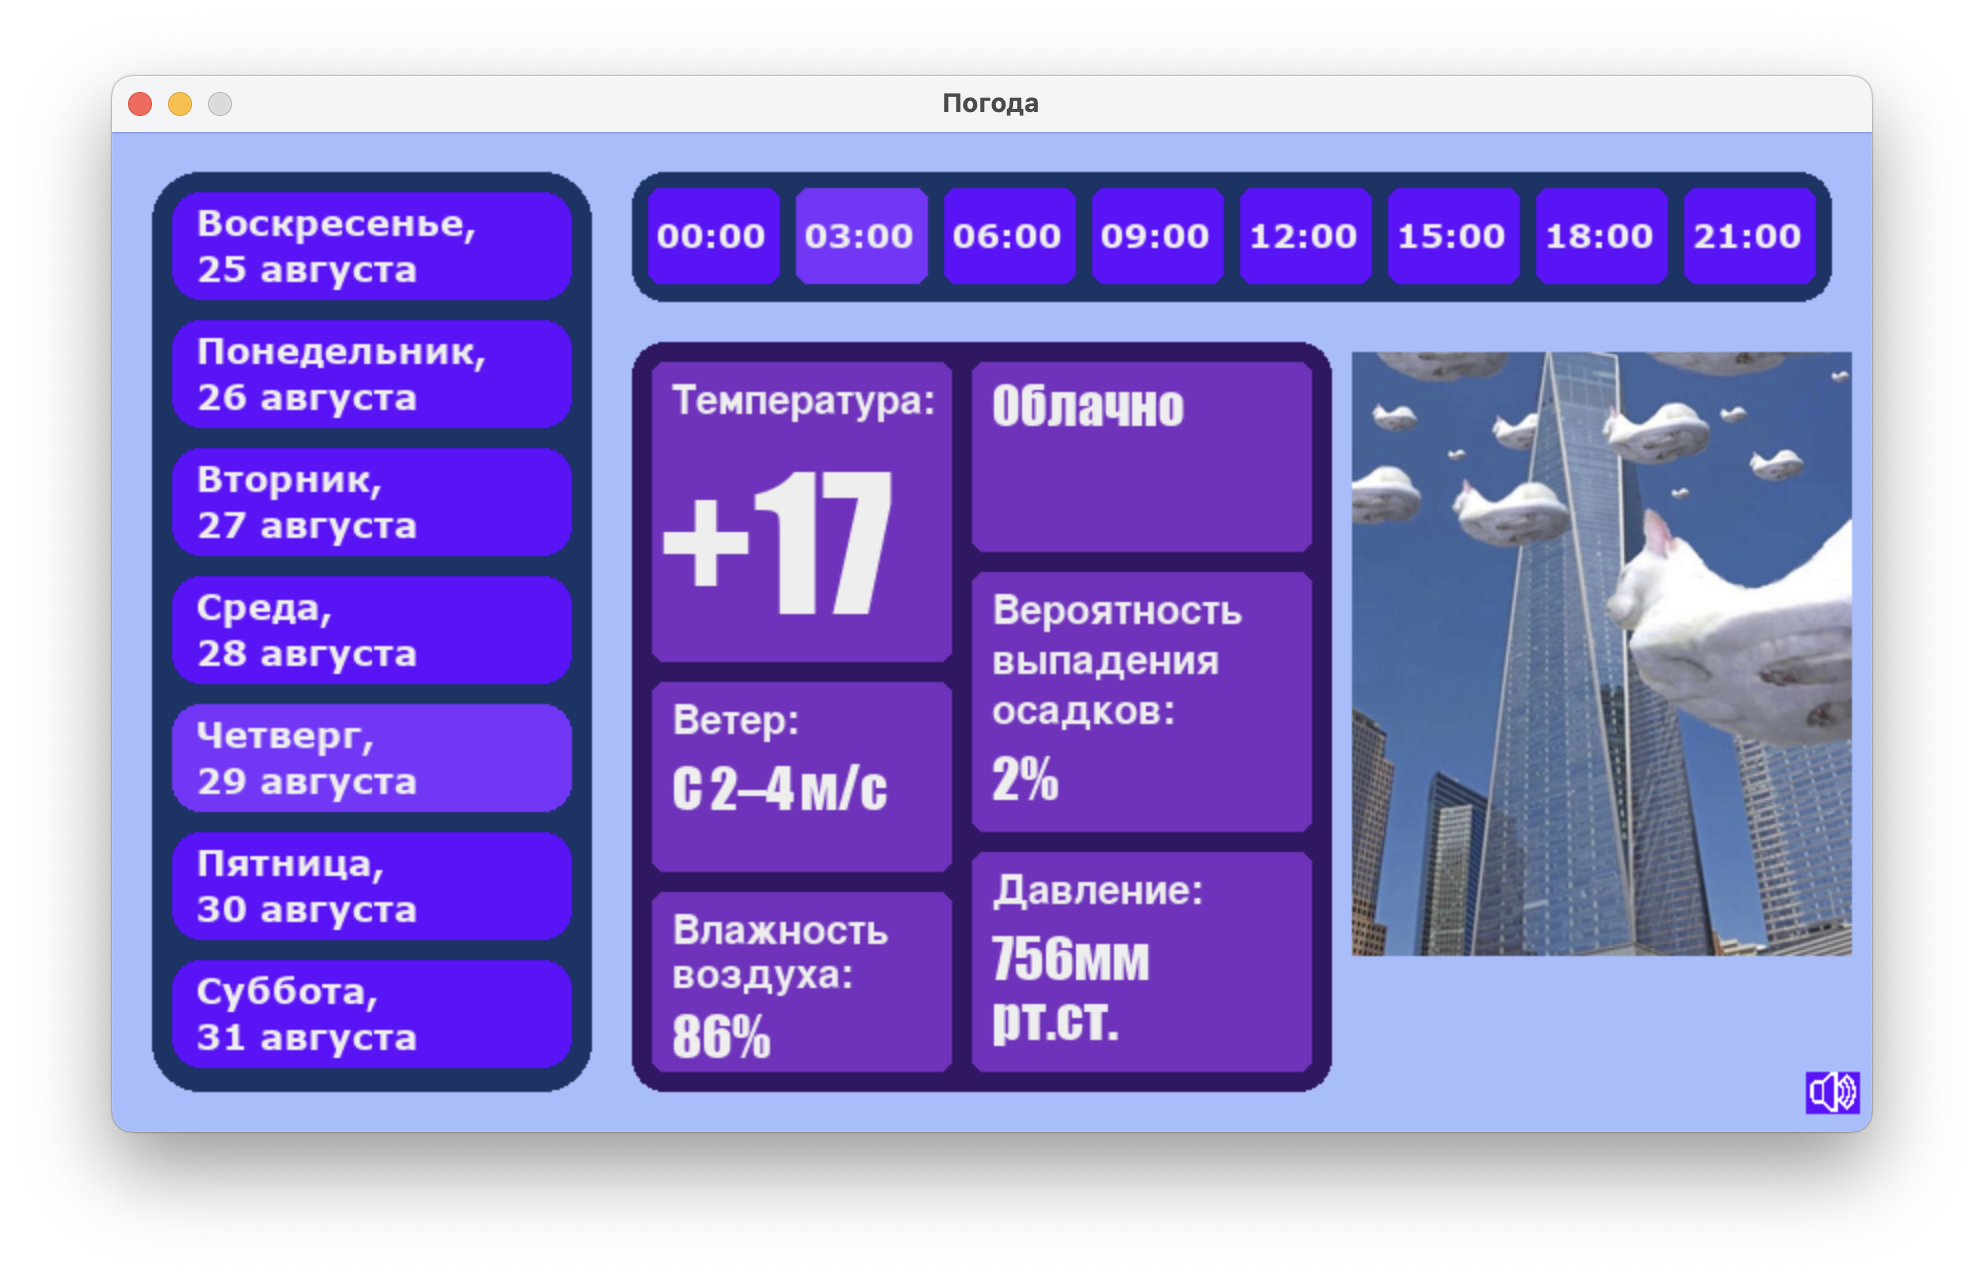 Погода
Воскресенье,
25 августа
Понедельник,
26 августа
Вторник,
27 августа
Среда,
28 августа
Четверг,
29 августа
Пятница,
30 августа
Суббота,
31 августа
00:00 03:00 06:00 09:00 12:00 15:00 18:00 21:00
Температура:
+17
Ветер:
С 2–4 м/с
Влажность
воздуха:
86%
Облачно
Вероятность
выпадения
осадков:
2%
Давление:
756мм
рт.ст.